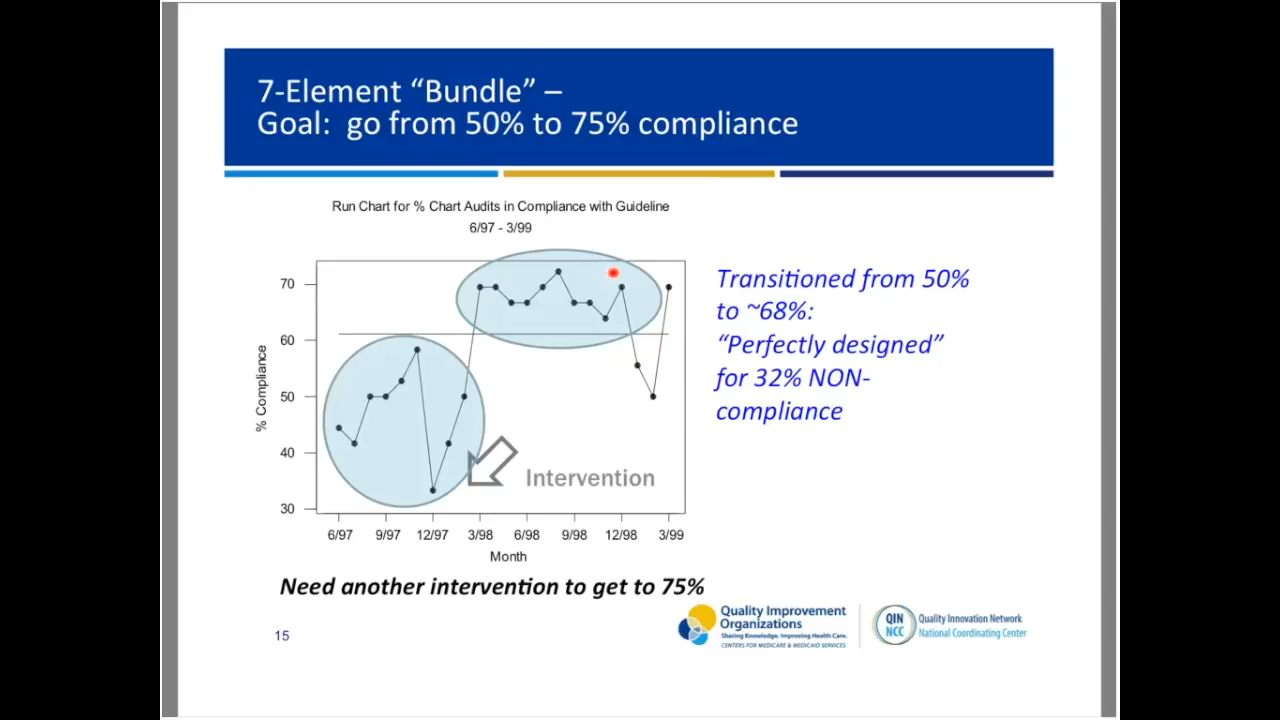 7-Element “Bundle” –
Goal:  go from 50% to 75% compliance
Run Chart for % Chart Audits in Compliance with Guideline
6/97 - 3/99
70
60
50
40
30
% Compliance
6/97 9/97 12/97 3/98 6/98 9/98 12/98 3/99
Month
Intervention
Transitioned from 50%
to ~68%:
“Perfectly designed”
for 32% NON-
compliance
Need another intervention to get to 75%
15
Quality Improvement
Organizations
Sharing Knowledge. Improving Health Care.
CENTERS FOR MEDICARE & MEDICAID SERVICES
QIN
NCC
Quality Innovation Network
National Coordinating Center